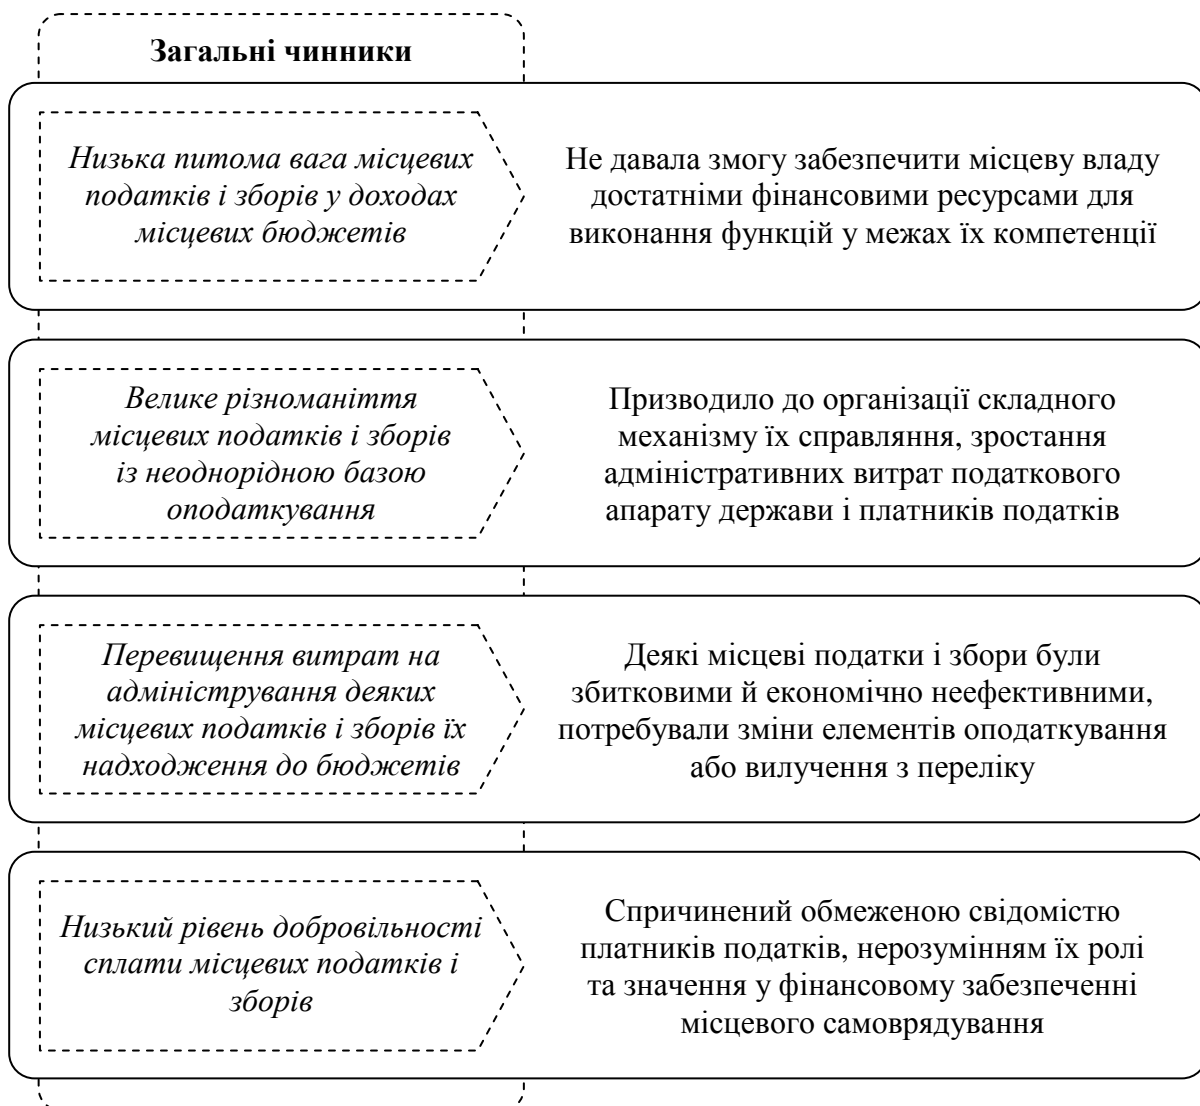 Загальні чинники
Низька питома вага місцевих
податків і зборів у доходах
місцевих бюджетів
Не давала змогу забезпечити місцеву владу
достатніми фінансовими ресурсами для
виконання функцій у межах їх компетенції
Велике різноманіття
місцевих податків і зборів
із неоднорідною базою
оподаткування
Призводило до організації складного
механізму їх справляння, зростання
адміністративних витрат податкового
апарату держави і платників податків
Перевищення витрат на
адміністрування деяких
місцевих податків і зборів їх
надходження до бюджетів
Деякі місцеві податки і збори були
збитковими й економічно неефективними,
потребували зміни елементів оподаткування
або вилучення з переліку
Низький рівень добровільності
сплати місцевих податків і
зборів
Спричинений обмеженою свідомістю
платників податків, нерозумінням їх ролі
та значення у фінансовому забезпеченні
місцевого самоврядування